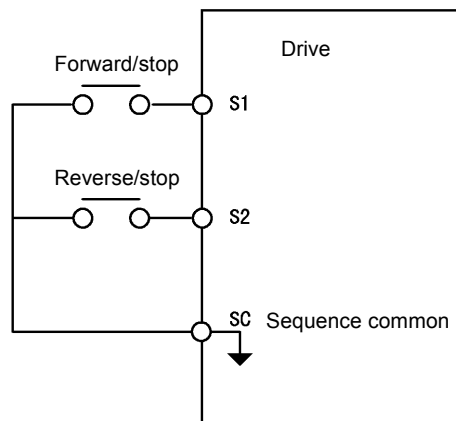 Drive
Forward/stop
S1
Reverse/stop
S2
SC Sequence common